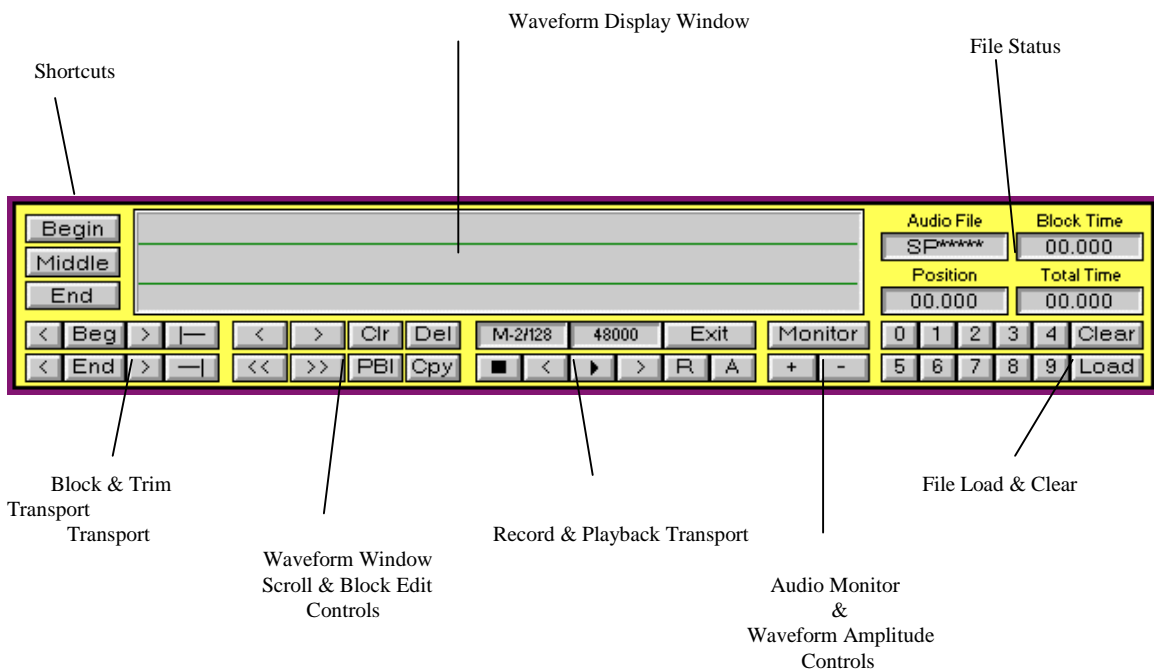 Waveform Display Window
File Status
Shortcuts
Begin
Middle
End
Audio File
Block Time
SP*****
00.000
Position
Total Time
00.000
00.000
< Beg > |—
< > Clr Del
M-2/128 48000 Exit
Monitor
0 1 2 3 4 Clear
< End > —|
<< >> PBl Cpy
■ < ▶ > R A
+ -
5 6 7 8 9 Load
Block & Trim
Transport
Transport
File Load & Clear
Record & Playback Transport
Waveform Window
Scroll & Block Edit
Controls
Audio Monitor
&
Waveform Amplitude
Controls